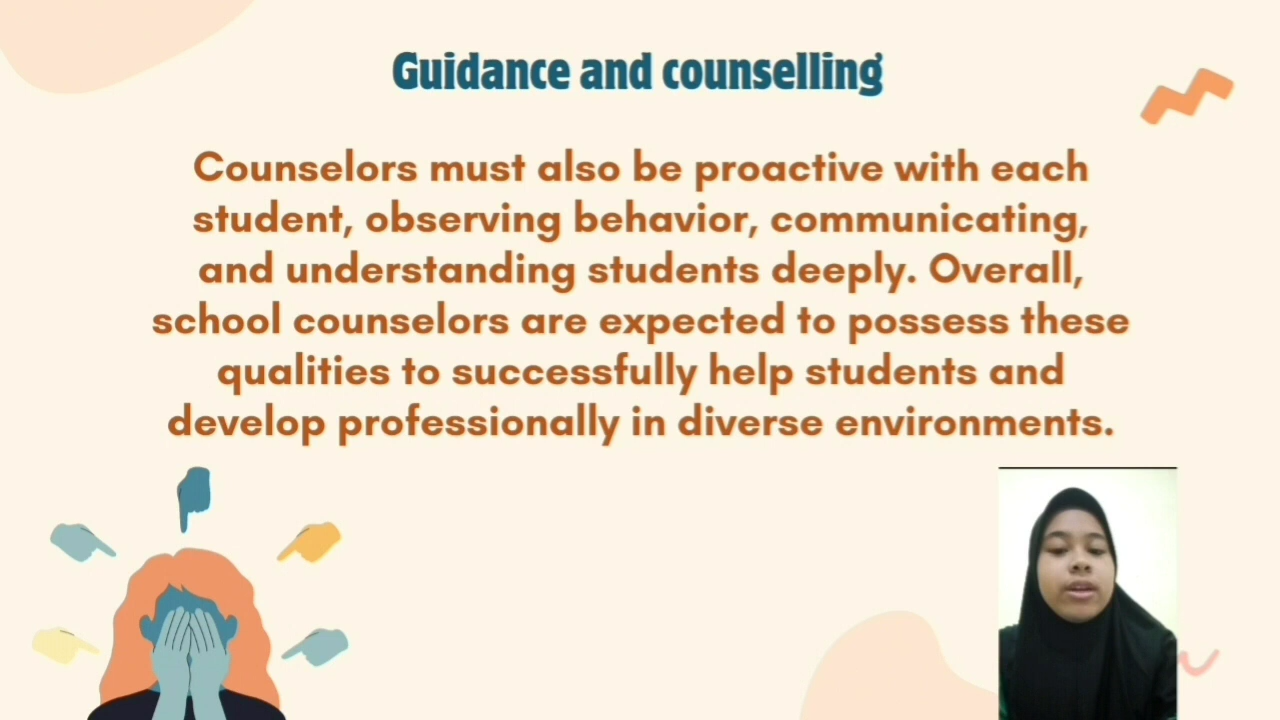 Guidance and counselling
Counselors must also be proactive with each
student, observing behavior, communicating,
and understanding students deeply. Overall,
school counselors are expected to possess these
qualities to successfully help students and
develop professionally in diverse environments.